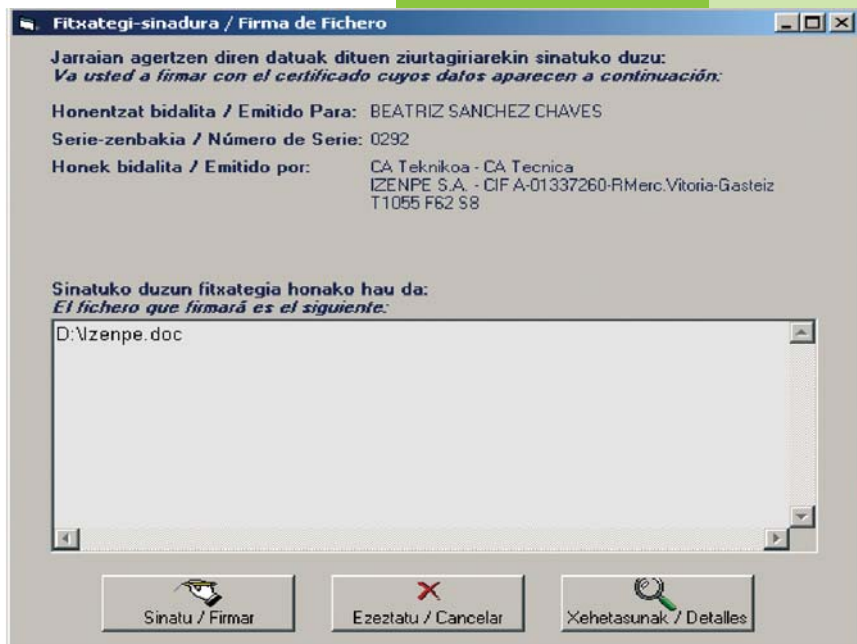 Fitxategi-sinadura / Firma de Fichero
Jarraian agertzen diren datuak dituen ziurtagiriarekin sinatuko duzu:
Va usted a firmar con el certificado cuyos datos aparecen a continuación:
Honentzat bidalita / Emitido Para: BEATRIZ SANCHEZ CHAVES
Serie-zenbakia / Número de Serie: 0292
Honek bidalita / Emitido por: CA Teknikoa - CA Tecnica
IZENPE S.A. - CIF A-01337260-RMerc.Vitoria-Gasteiz
T1055 F62 S8
Sinatuko duzun fitxategia honako hau da:
El fichero que firmará es el siguiente:
D:\Izenpe.doc
Sinatu / Firmar
Ezeztatu / Cancelar
Xehetasunak / Detalles